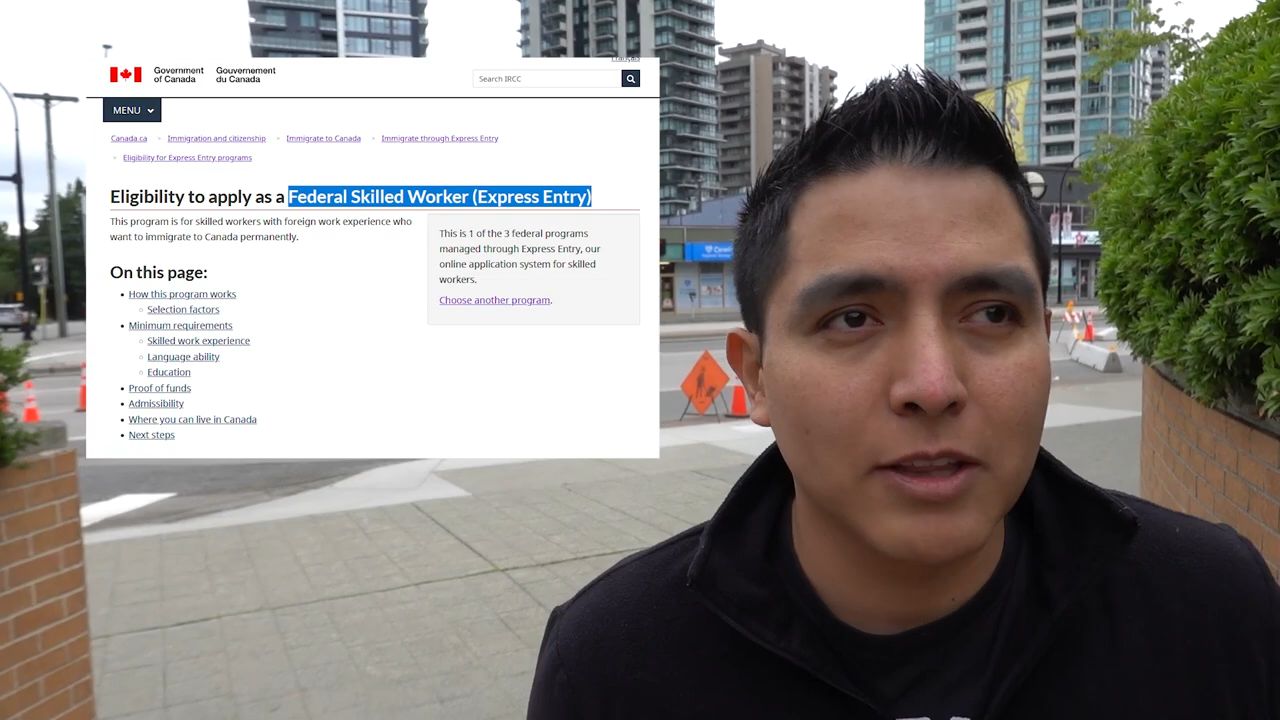 Français
Government
of Canada
Gouvernement
du Canada
Search IRCC
MENU
Canada.ca
Immigration and citizenship
Immigrate to Canada
Immigrate through Express Entry
Eligibility for Express Entry programs
Eligibility to apply as a Federal Skilled Worker (Express Entry)
This program is for skilled workers with foreign work experience who
want to immigrate to Canada permanently.
This is 1 of the 3 federal programs
managed through Express Entry, our
online application system for skilled
workers.
Choose another program.
On this page:
How this program works
Selection factors
Minimum requirements
Skilled work experience
Language ability
Education
Proof of funds
Admissibility
Where you can live in Canada
Next steps